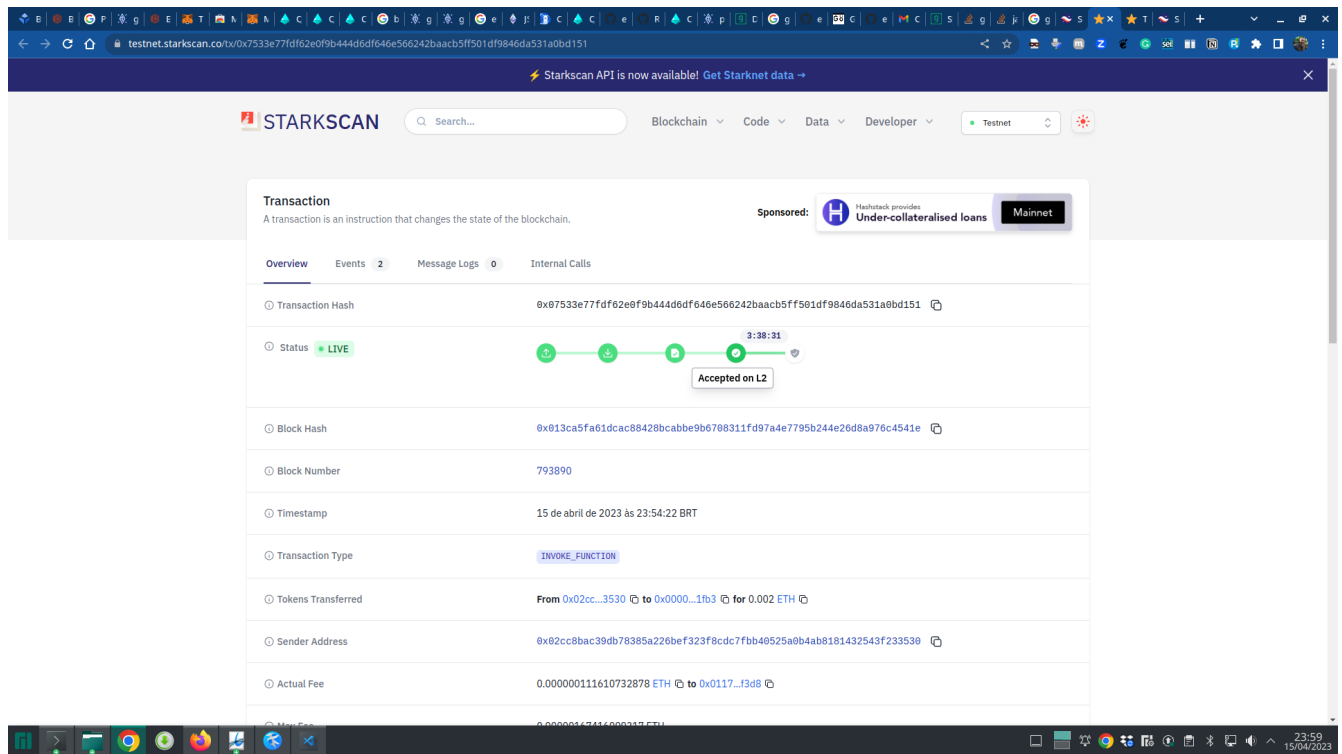 testnet.starkscan.co/tx/0x7533e77fdf62e0f9b444d6df646e566242baacb5ff501df9846da531a0bd151
⚡ Starkscan API is now available! Get Starknet data →
STARKSCAN
Search...
Blockchain Code Data Developer
Testnet
Transaction
A transaction is an instruction that changes the state of the blockchain.
Sponsored:
Hashstack provides
Under-collateralised loans
Mainnet
Overview Events 2 Message Logs 0 Internal Calls
Transaction Hash 0x07533e77fdf62e0f9b444d6df646e566242baacb5ff501df9846da531a0bd151
3:38:31
Status LIVE
Accepted on L2
Block Hash 0x013ca5fa61dcac88428bcabbe9b6708311fd97a4e7795b244e26d8a976c4541e
Block Number 793890
Timestamp 15 de abril de 2023 às 23:54:22 BRT
Transaction Type INVOKE_FUNCTION
Tokens Transferred From 0x02cc...3530 to 0x0000...1fb3 for 0.002 ETH
Sender Address 0x02cc8bac39db78385a226bef323f8cdc7fbb40525a0b4ab8181432543f233530
Actual Fee 0.000000111610732878 ETH to 0x0117...f3d8
23:59
15/04/2023